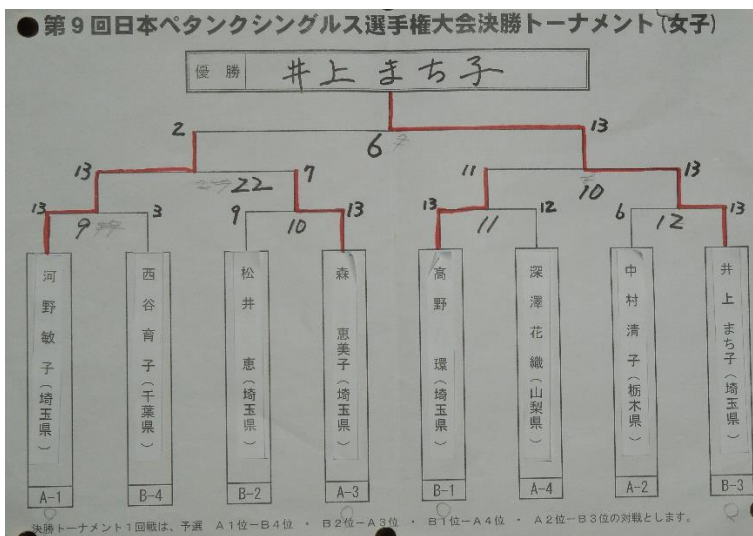 第9回日本ペタンクシングルス選手権大会決勝トーナメント(女子)
優勝 井上まち子
2 6 13
13 22 7 11 10 13
13 9 3 9 10 13 13 11 12 6 12 13
河野敏子(埼玉県)
西谷育子(千葉県)
松井 恵(埼玉県)
森 恵美子(埼玉県)
高野 環(埼玉県)
深澤花織(山梨県)
中村清子(栃木県)
井上まち子(埼玉県)
A-1 B-4 B-2 A-3 B-1 A-4 A-2 B-3
決勝トーナメント1回戦は、予選 A1位ーB4位 ・ B2位ーA3位 ・ B1位ーA4位 ・ A2位ーB3位の対戦とします。